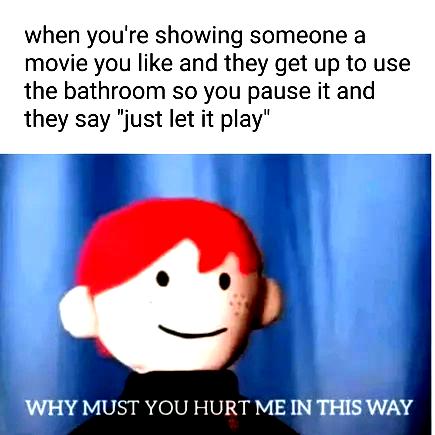 when you're showing someone a
movie you like and they get up to use
the bathroom so you pause it and
they say "just let it play"
WHY MUST YOU HURT ME IN THIS WAY